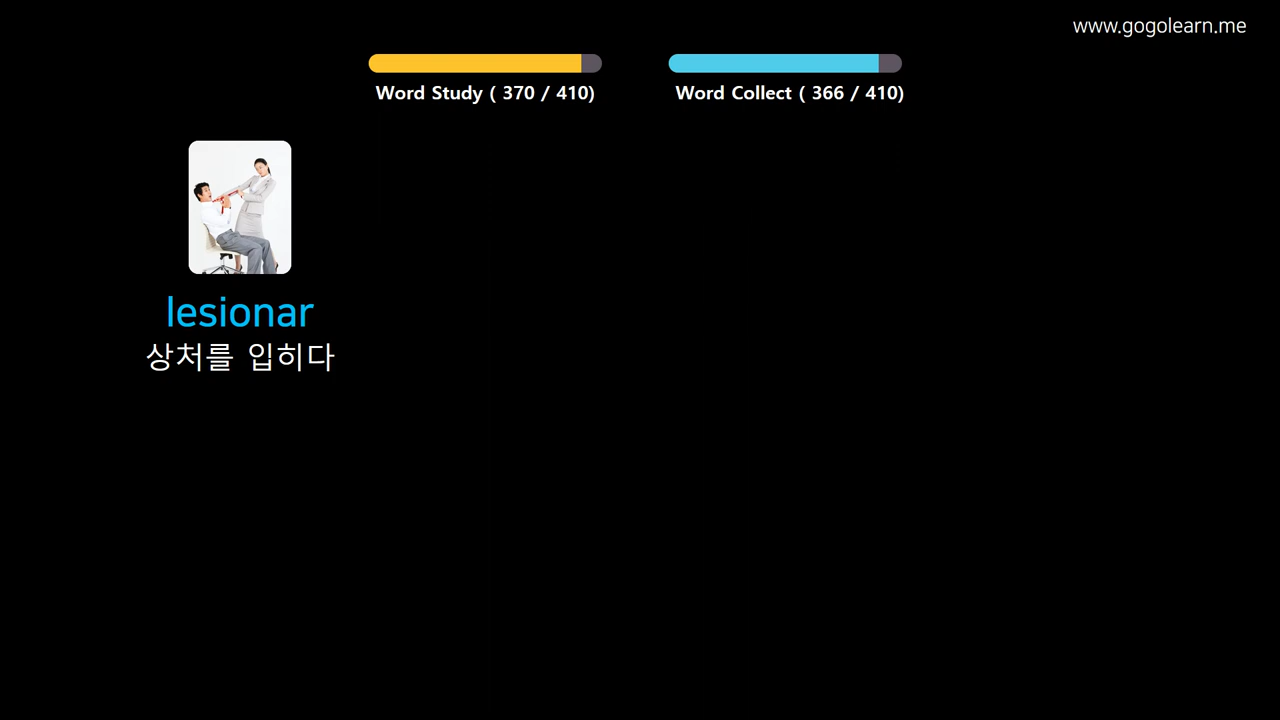 www.gogolearn.me
Word Study ( 370 / 410)
Word Collect ( 366 / 410)
lesionar
상처를 입히다